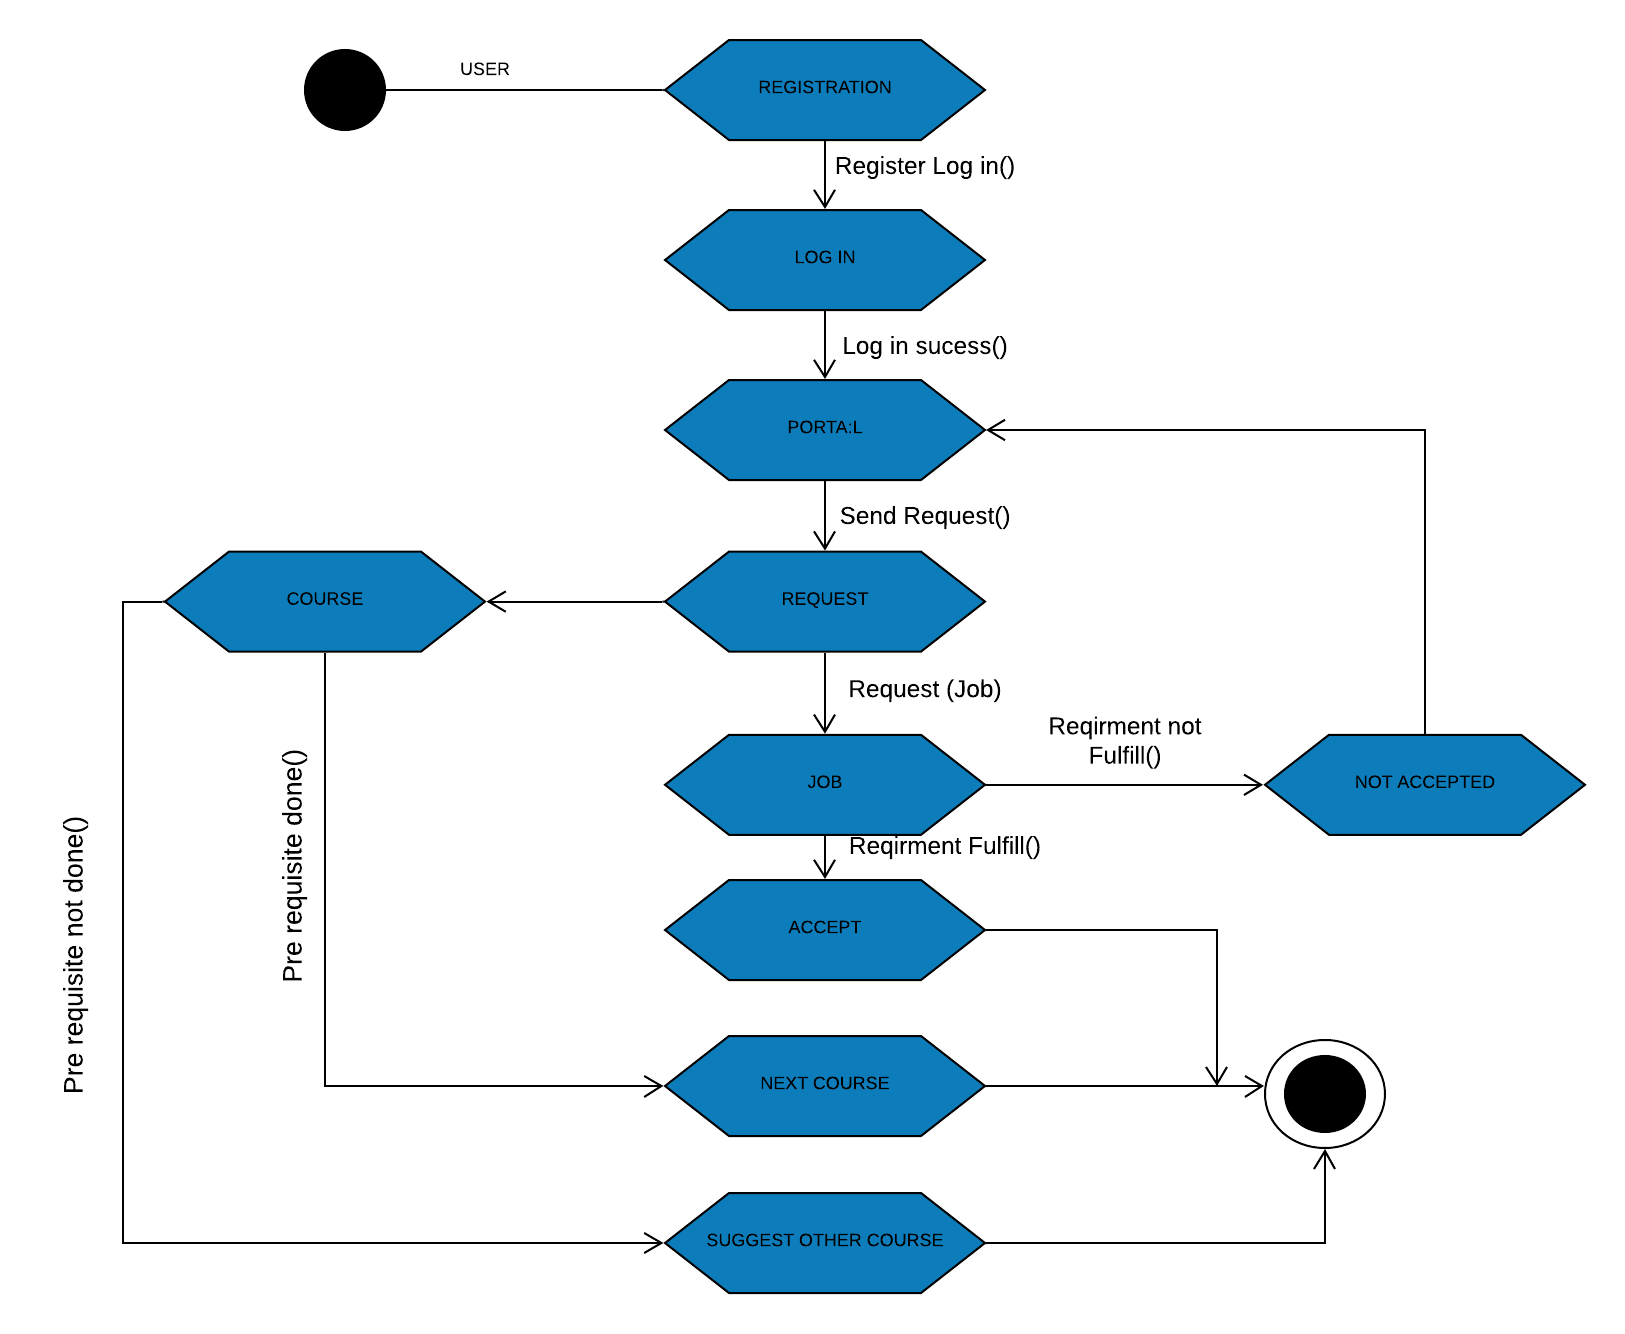 USER
REGISTRATION
Register Log in()
LOG IN
Log in sucess()
PORTA:L
Send Request()
COURSE
REQUEST
Request (Job)
Reqirment not
Fulfill()
JOB
NOT ACCEPTED
Reqirment Fulfill()
Pre requisite done()
Pre requisite not done()
ACCEPT
NEXT COURSE
SUGGEST OTHER COURSE